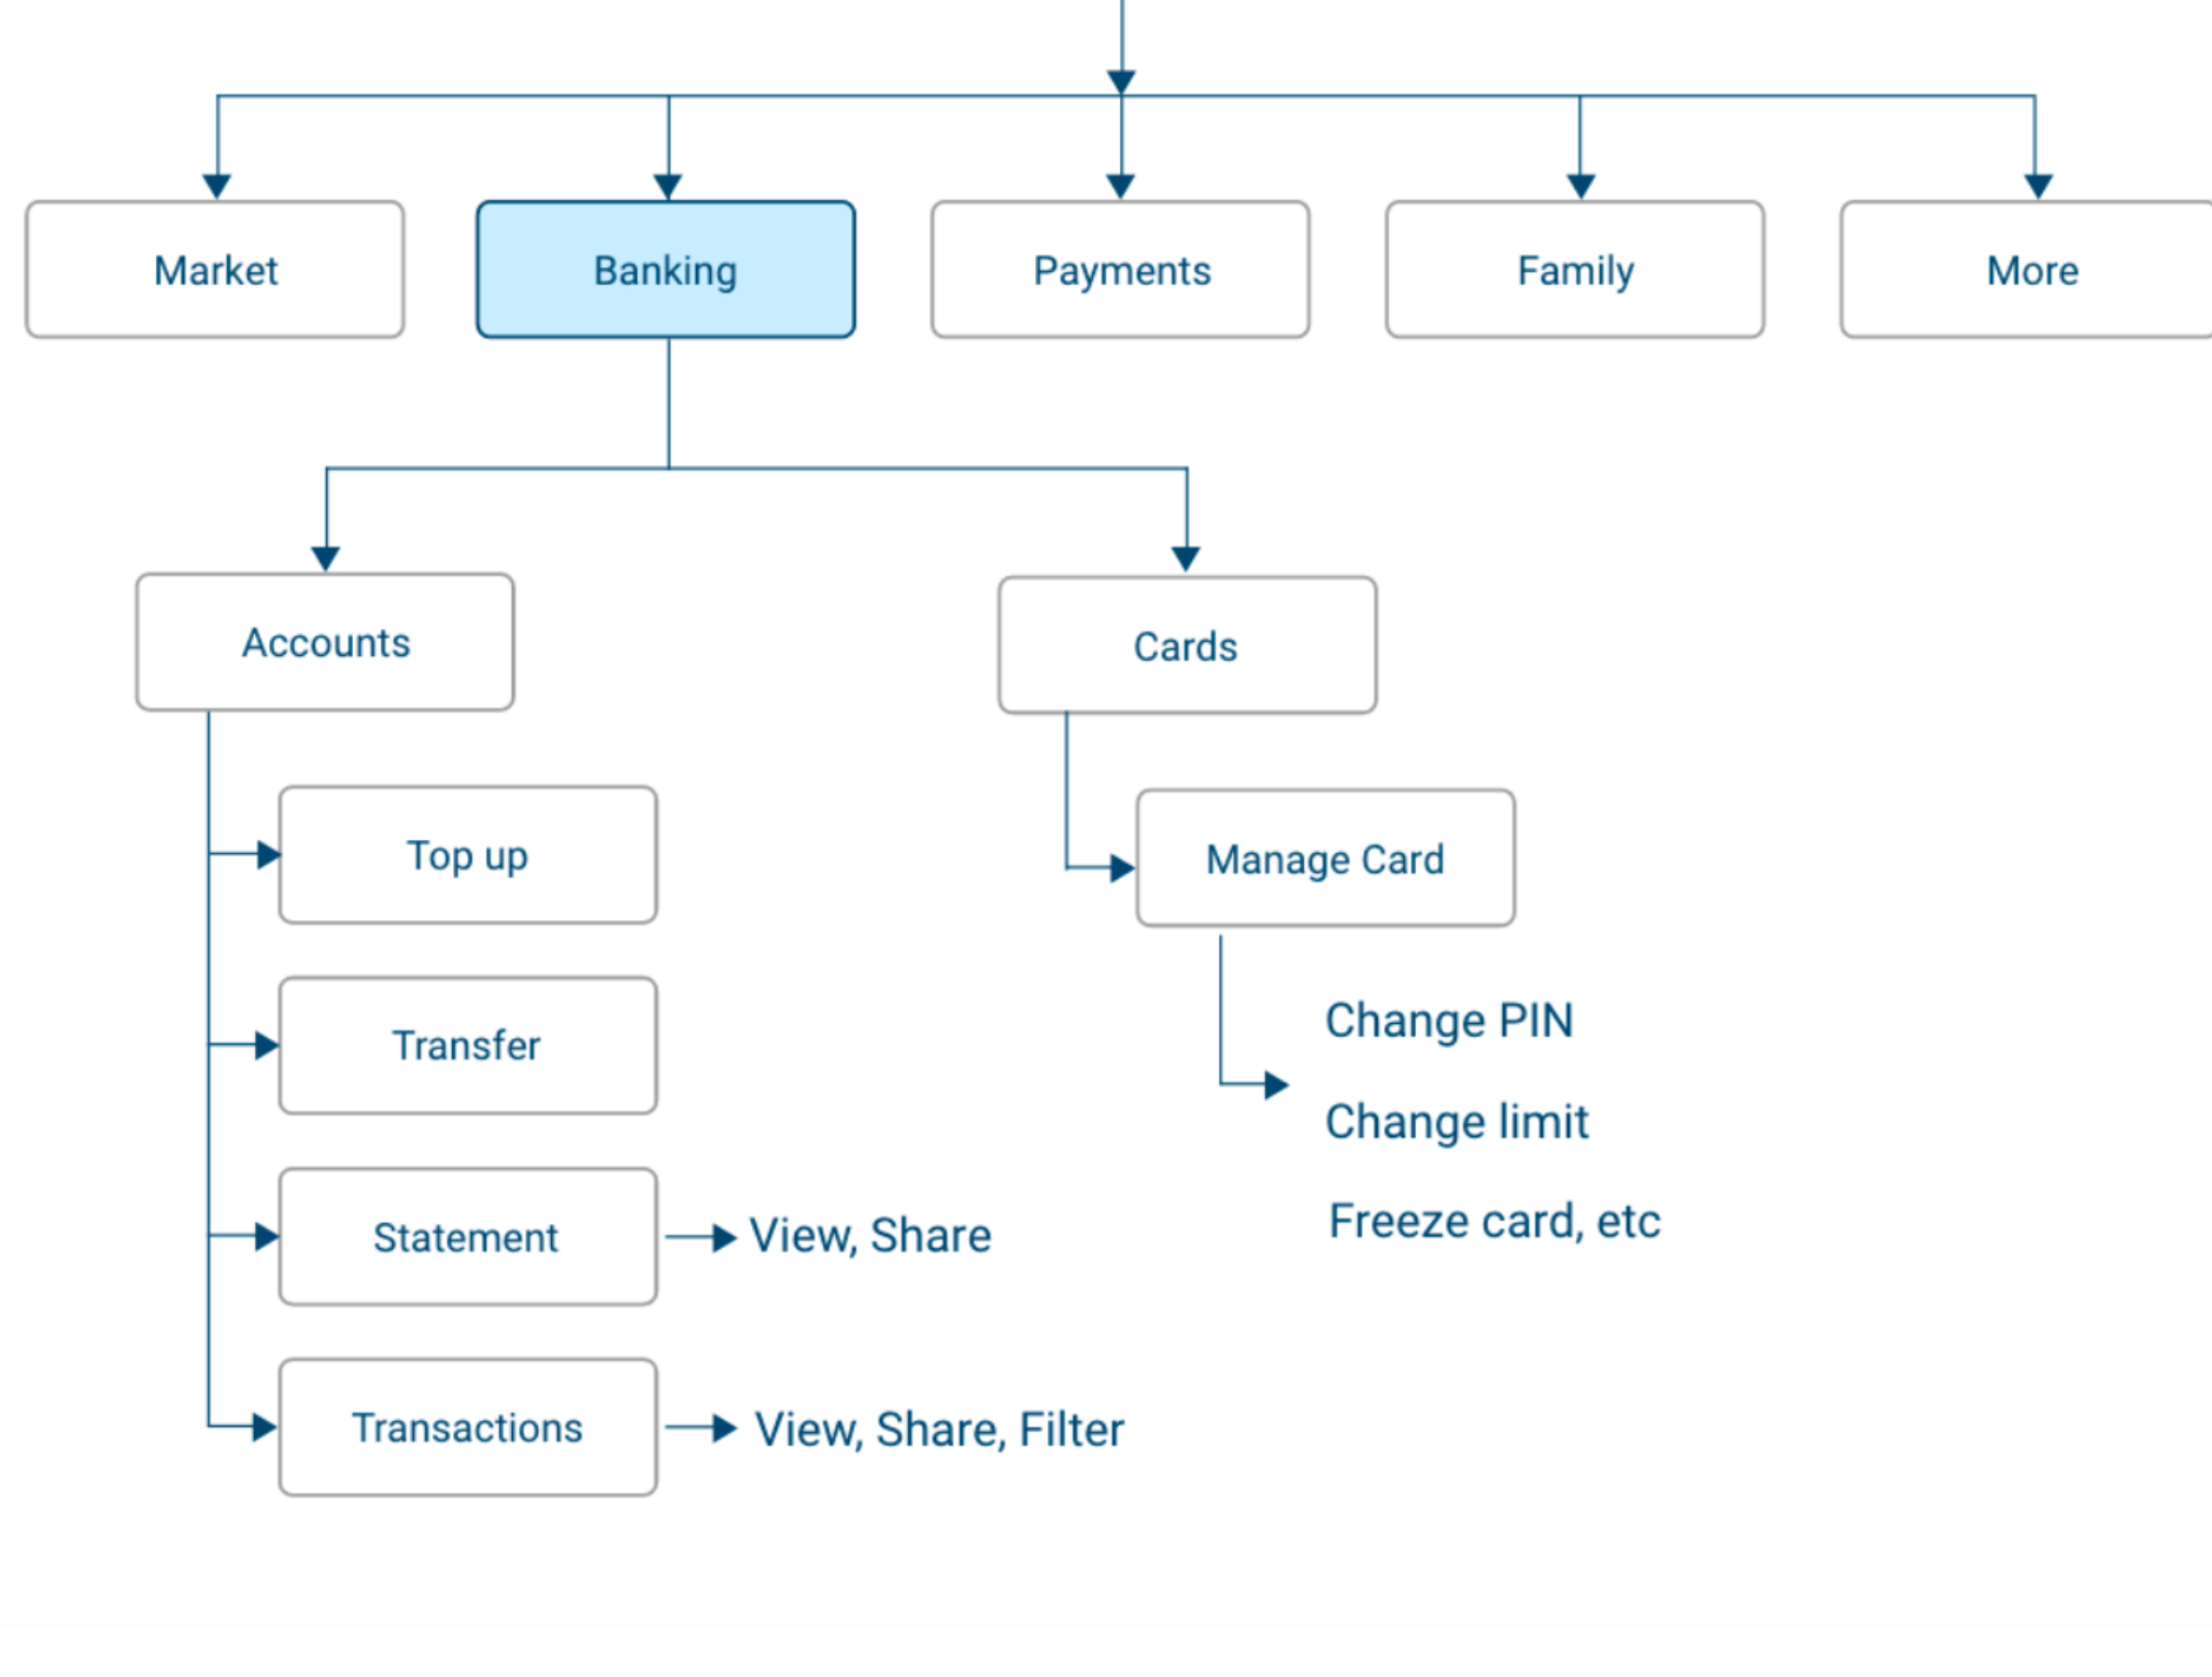 Market
Banking
Payments
Family
More
Accounts
Cards
Top up
Manage Card
Transfer
Change PIN
Change limit
Freeze card, etc
Statement
View, Share
Transactions
View, Share, Filter